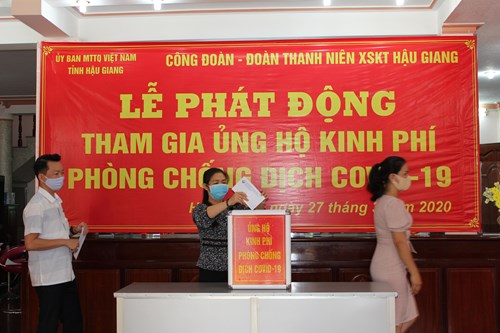 ỦY BAN MTTQ VIỆT NAM
TỈNH HẬU GIANG
CÔNG ĐOÀN - ĐOÀN THANH NIÊN XSKT HẬU GIANG
LỄ PHÁT ĐỘNG
THAM GIA ỦNG HỘ KINH PHÍ
PHÒNG CHỐNG DỊCH COVID-19
ngày 27 tháng 2020
ỦNG HỘ
KINH PHÍ
PHÒNG CHỐNG
DỊCH COVID-19